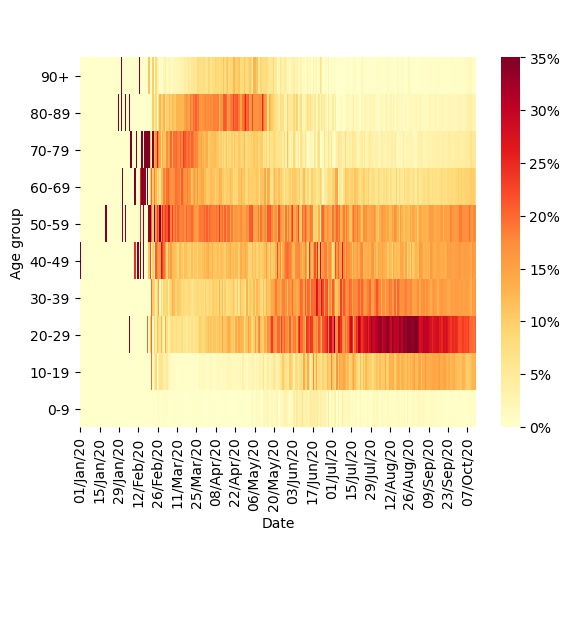 90+
80-89
70-79
60-69
50-59
40-49
30-39
20-29
10-19
0-9
Age group
01/Jan/20
15/Jan/20
29/Jan/20
12/Feb/20
26/Feb/20
11/Mar/20
25/Mar/20
08/Apr/20
22/Apr/20
06/May/20
20/May/20
03/Jun/20
17/Jun/20
01/Jul/20
15/Jul/20
29/Jul/20
12/Aug/20
26/Aug/20
09/Sep/20
23/Sep/20
07/Oct/20
Date
35%
30%
25%
20%
15%
10%
5%
0%